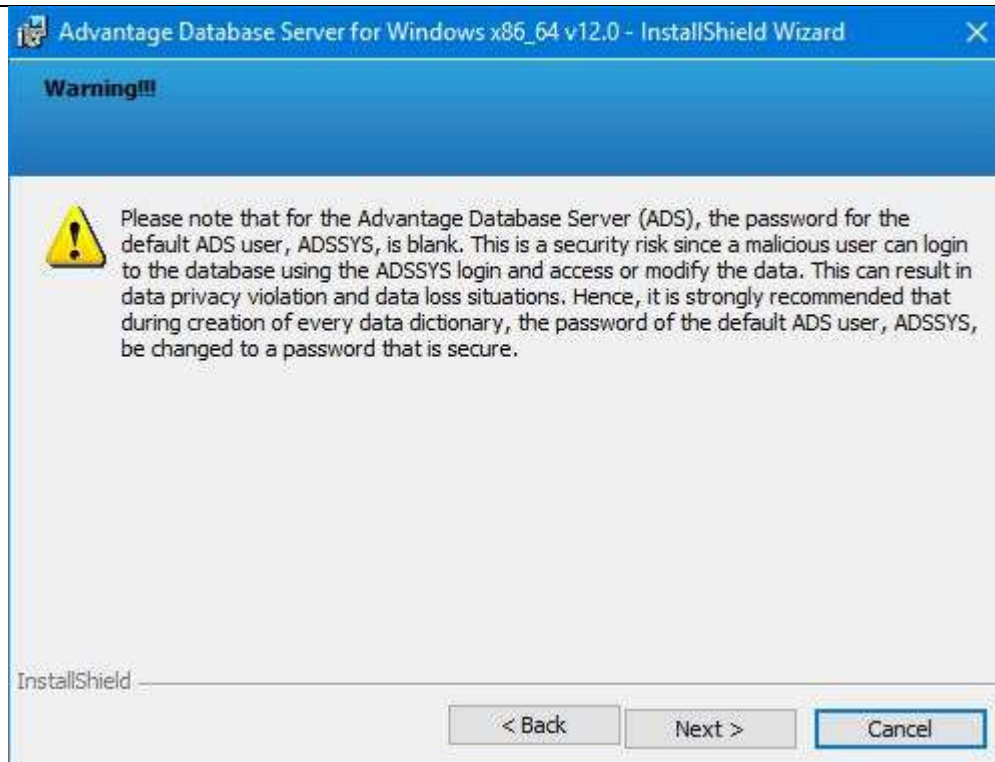 Advantage Database Server for Windows x86_64 v12.0 - InstallShield Wizard
Warning!!!
Please note that for the Advantage Database Server (ADS), the password for the
default ADS user, ADSSYS, is blank. This is a security risk since a malicious user can login
to the database using the ADSSYS login and access or modify the data. This can result in
data privacy violation and data loss situations. Hence, it is strongly recommended that
during creation of every data dictionary, the password of the default ADS user, ADSSYS,
be changed to a password that is secure.
InstallShield
< Back
Next >
Cancel